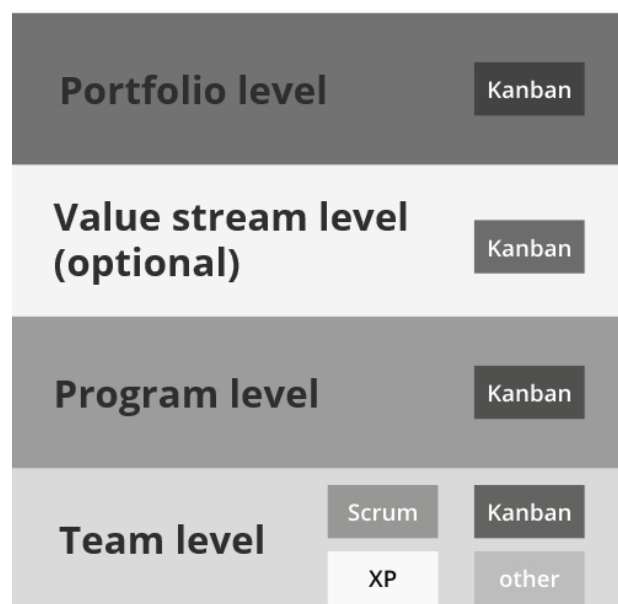 Portfolio level
Kanban
Value stream level
(optional)
Kanban
Program level
Kanban
Team level
Scrum
Kanban
XP
other